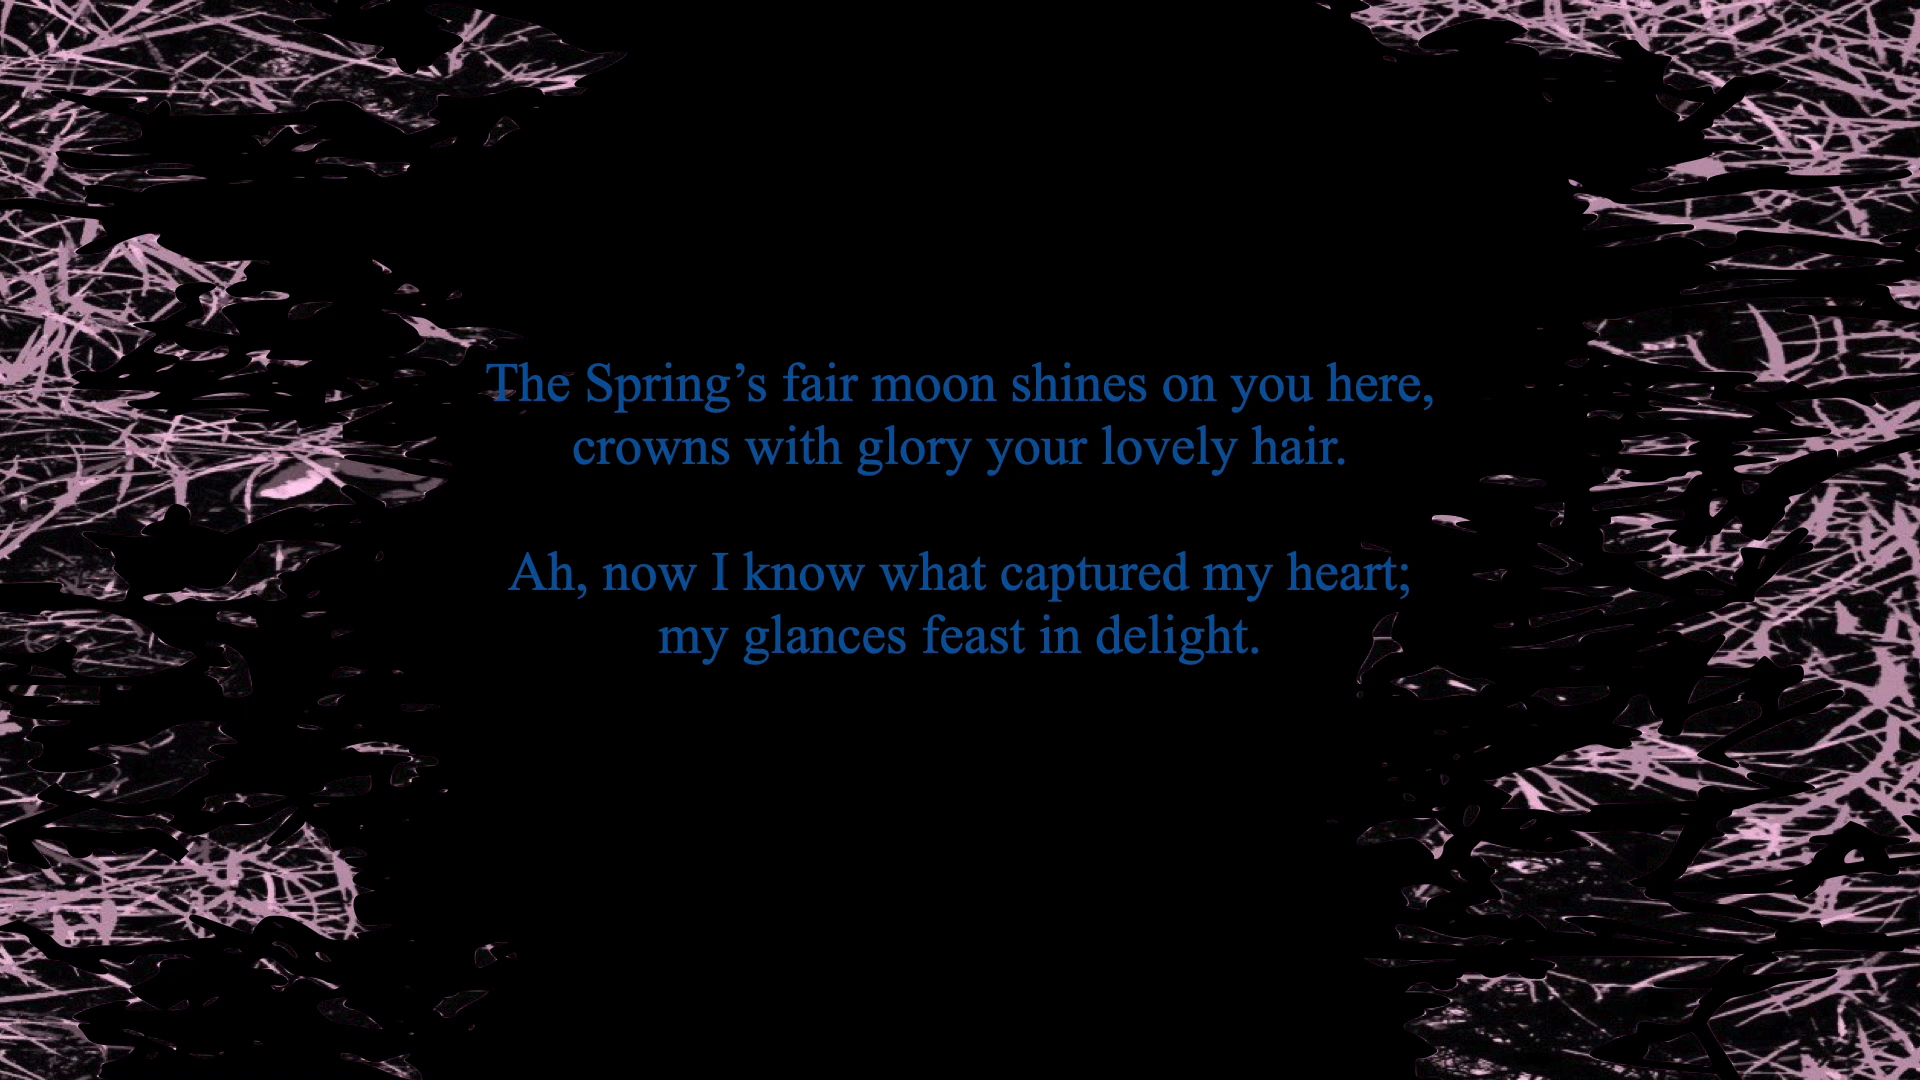 The Spring’s fair moon shines on you here,
crowns with glory your lovely hair.
Ah, now I know what captured my heart;
my glances feast in delight.